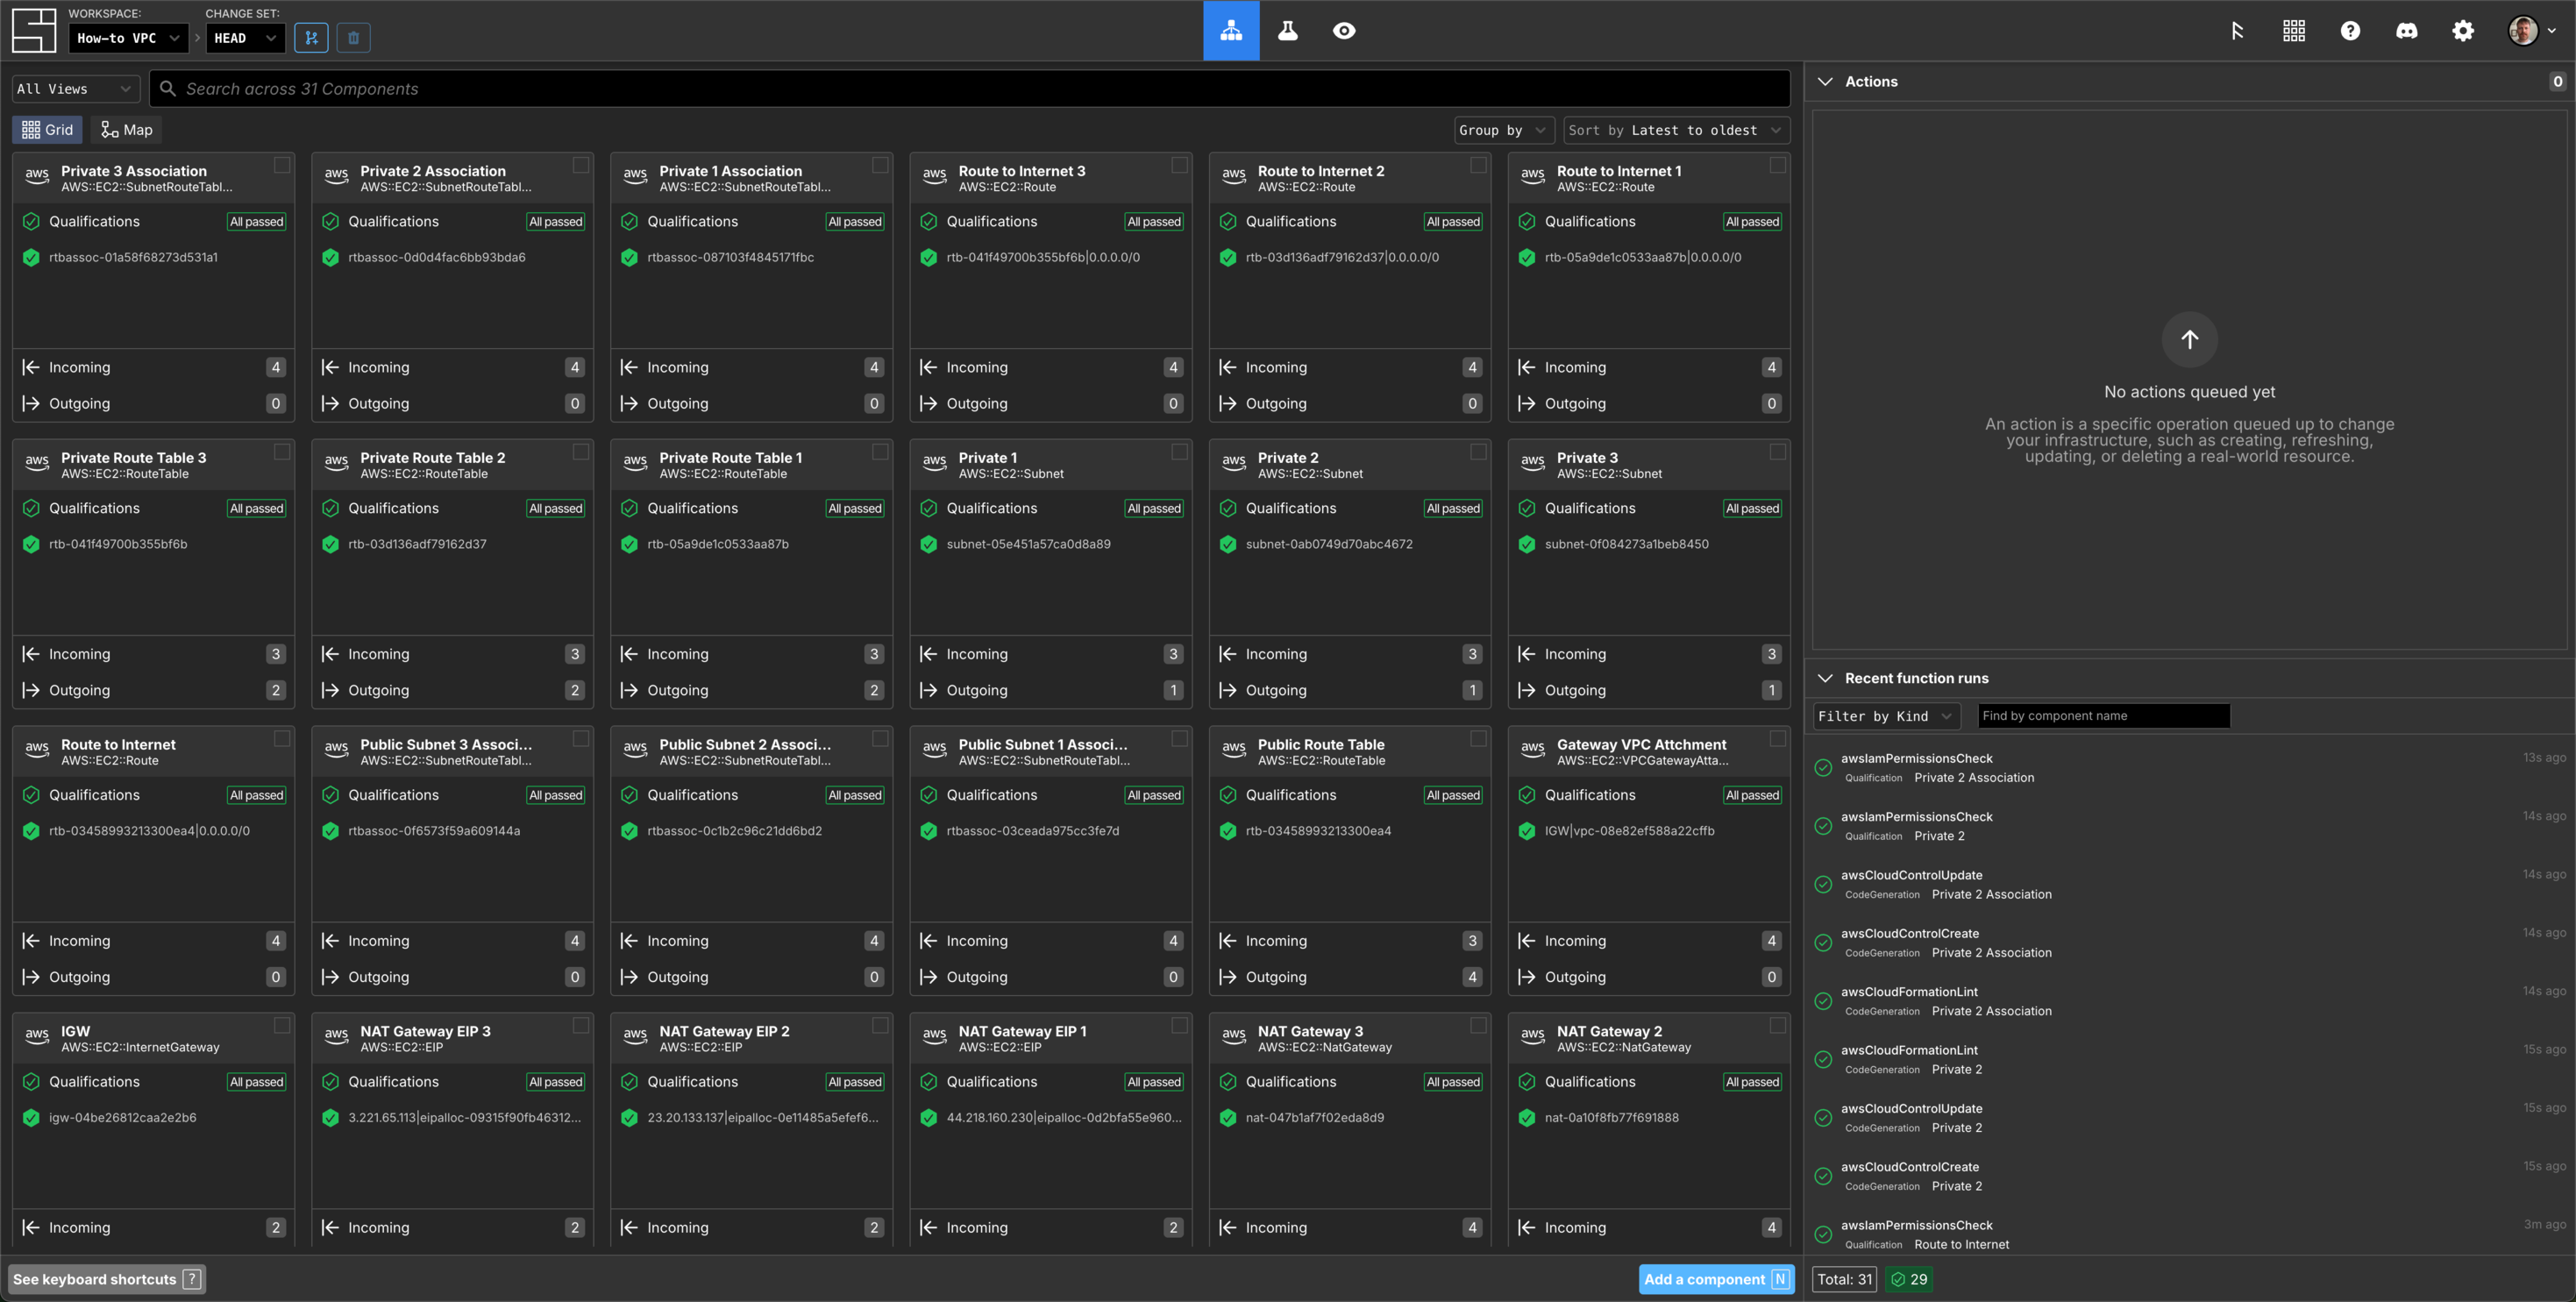 WORKSPACE:
CHANGE SET:
How-to VPC
HEAD
All Views
Search across 31 Components
Grid
Map
Group by
Sort by Latest to oldest
aws
Private 3 Association
AWS::EC2::SubnetRouteTabl...
Qualifications
All passed
rtbassoc-01a58f68273d531a1
Incoming 4
Outgoing 0
aws
Private 2 Association
AWS::EC2::SubnetRouteTabl...
Qualifications
All passed
rtbassoc-0d0d4fac6bb93bda6
Incoming 4
Outgoing 0
aws
Private 1 Association
AWS::EC2::SubnetRouteTabl...
Qualifications
All passed
rtbassoc-087103f4845171fbc
Incoming 4
Outgoing 0
aws
Route to Internet 3
AWS::EC2::Route
Qualifications
All passed
rtb-041f49700b355bf6b|0.0.0.0/0
Incoming 4
Outgoing 0
aws
Route to Internet 2
AWS::EC2::Route
Qualifications
All passed
rtb-03d136adf79162d37|0.0.0.0/0
Incoming 4
Outgoing 0
aws
Route to Internet 1
AWS::EC2::Route
Qualifications
All passed
rtb-05a9de1c0533aa87b|0.0.0.0/0
Incoming 4
Outgoing 0
aws
Private Route Table 3
AWS::EC2::RouteTable
Qualifications
All passed
rtb-041f49700b355bf6b
Incoming 3
Outgoing 2
aws
Private Route Table 2
AWS::EC2::RouteTable
Qualifications
All passed
rtb-03d136adf79162d37
Incoming 3
Outgoing 2
aws
Private Route Table 1
AWS::EC2::RouteTable
Qualifications
All passed
rtb-05a9de1c0533aa87b
Incoming 3
Outgoing 2
aws
Private 1
AWS::EC2::Subnet
Qualifications
All passed
subnet-05e451a57ca0d8a89
Incoming 3
Outgoing 1
aws
Private 2
AWS::EC2::Subnet
Qualifications
All passed
subnet-0ab0749d70abc4672
Incoming 3
Outgoing 1
aws
Private 3
AWS::EC2::Subnet
Qualifications
All passed
subnet-0f084273a1beb8450
Incoming 3
Outgoing 1
aws
Route to Internet
AWS::EC2::Route
Qualifications
All passed
rtb-03458993213300ea4|0.0.0.0/0
Incoming 4
Outgoing 0
aws
Public Subnet 3 Associ...
AWS::EC2::SubnetRouteTabl...
Qualifications
All passed
rtbassoc-0f6573f59a609144a
Incoming 4
Outgoing 0
aws
Public Subnet 2 Associ...
AWS::EC2::SubnetRouteTabl...
Qualifications
All passed
rtbassoc-0c1b2c96c21dd6bd2
Incoming 4
Outgoing 0
aws
Public Subnet 1 Associ...
AWS::EC2::SubnetRouteTabl...
Qualifications
All passed
rtbassoc-03ceada975cc3fe7d
Incoming 4
Outgoing 0
aws
Public Route Table
AWS::EC2::RouteTable
Qualifications
All passed
rtb-03458993213300ea4
Incoming 3
Outgoing 4
aws
Gateway VPC Attchment
AWS::EC2::VPCGatewayAtta...
Qualifications
All passed
IGW|vpc-08e82ef588a22cffb
Incoming 4
Outgoing 0
aws
IGW
AWS::EC2::InternetGateway
Qualifications
All passed
igw-04be26812caa2e2b6
Incoming 2
aws
NAT Gateway EIP 3
AWS::EC2::EIP
Qualifications
All passed
3.221.65.113|eipalloc-09315f90fb46312...
Incoming 2
aws
NAT Gateway EIP 2
AWS::EC2::EIP
Qualifications
All passed
23.20.133.137|eipalloc-0e11485a5efef6...
Incoming 2
aws
NAT Gateway EIP 1
AWS::EC2::EIP
Qualifications
All passed
44.218.160.230|eipalloc-0d2bfa55e960...
Incoming 2
aws
NAT Gateway 3
AWS::EC2::NatGateway
Qualifications
All passed
nat-047b1af7f02eda8d9
Incoming 4
aws
NAT Gateway 2
AWS::EC2::NatGateway
Qualifications
All passed
nat-0a10f8fb77f691888
Incoming 4
See keyboard shortcuts ?
Add a component N
Actions
0
No actions queued yet
An action is a specific operation queued up to change
your infrastructure, such as creating, refreshing,
updating, or deleting a real-world resource.
Recent function runs
Filter by Kind
Find by component name
awsIamPermissionsCheck 13s ago
Qualification Private 2 Association
awsIamPermissionsCheck 14s ago
Qualification Private 2
awsCloudControlUpdate 14s ago
CodeGeneration Private 2 Association
awsCloudControlCreate 14s ago
CodeGeneration Private 2 Association
awsCloudFormationLint 14s ago
CodeGeneration Private 2 Association
awsCloudFormationLint 15s ago
CodeGeneration Private 2
awsCloudControlUpdate 15s ago
CodeGeneration Private 2
awsCloudControlCreate 15s ago
CodeGeneration Private 2
awsIamPermissionsCheck 3m ago
Qualification Route to Internet
Total: 31
29